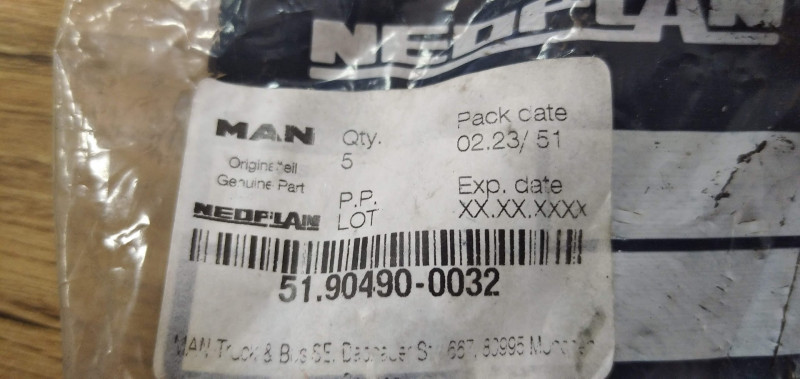 NEOPLAN
MAN
Qty.
5
Pack date
02.23/ 51
Originalteil
Genuine Part
P.P.
LOT
Exp. date
XX.XX.XXXX
NEOPLAN
51.90490-0032
MAN Truck & Bus SE, Dachauer Str. 667, 80995 München